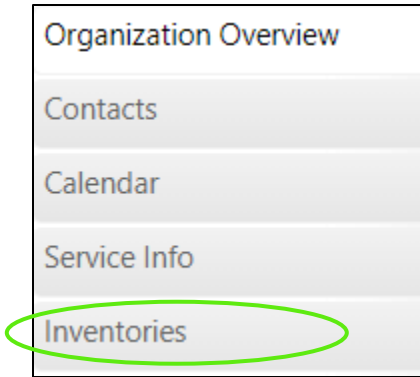 Organization Overview
Contacts
Calendar
Service Info
Inventories